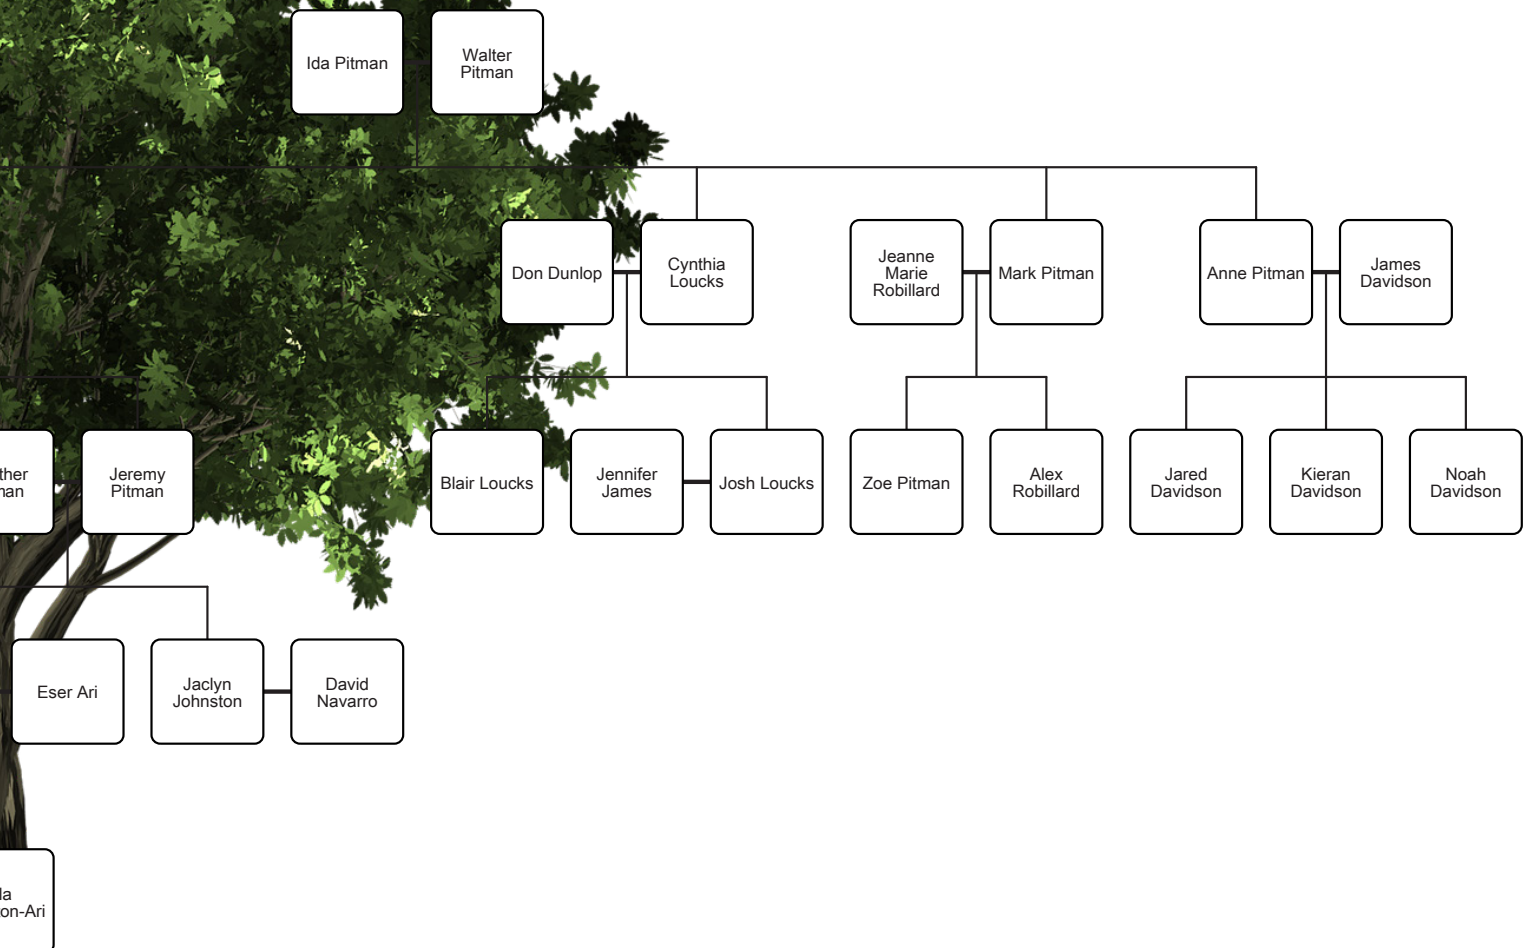 Ida Pitman
Walter
Pitman
Don Dunlop
Cynthia
Loucks
Jeanne
Marie
Robillard
Mark Pitman
Anne Pitman
James
Davidson
Jeremy
Pitman
Blair Loucks
Jennifer
James
Josh Loucks
Zoe Pitman
Alex
Robillard
Jared
Davidson
Kieran
Davidson
Noah
Davidson
Eser Ari
Jaclyn
Johnston
David
Navarro